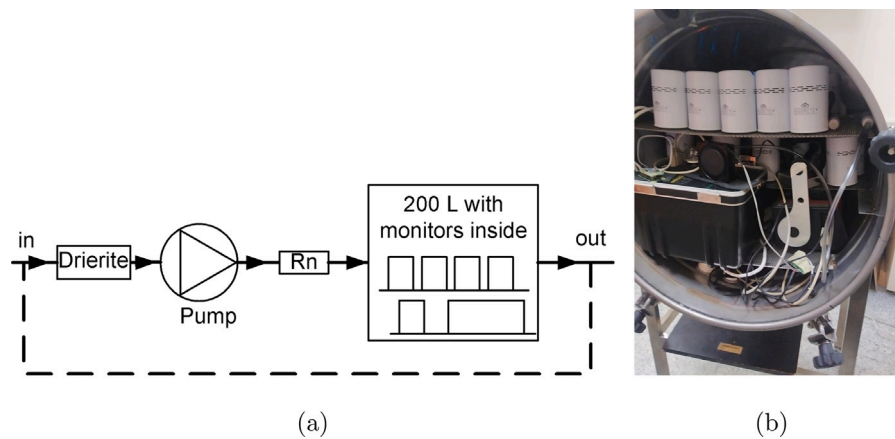 200 L with
monitors inside
in
out
Drierite
Rn
Pump
(a)
(b)